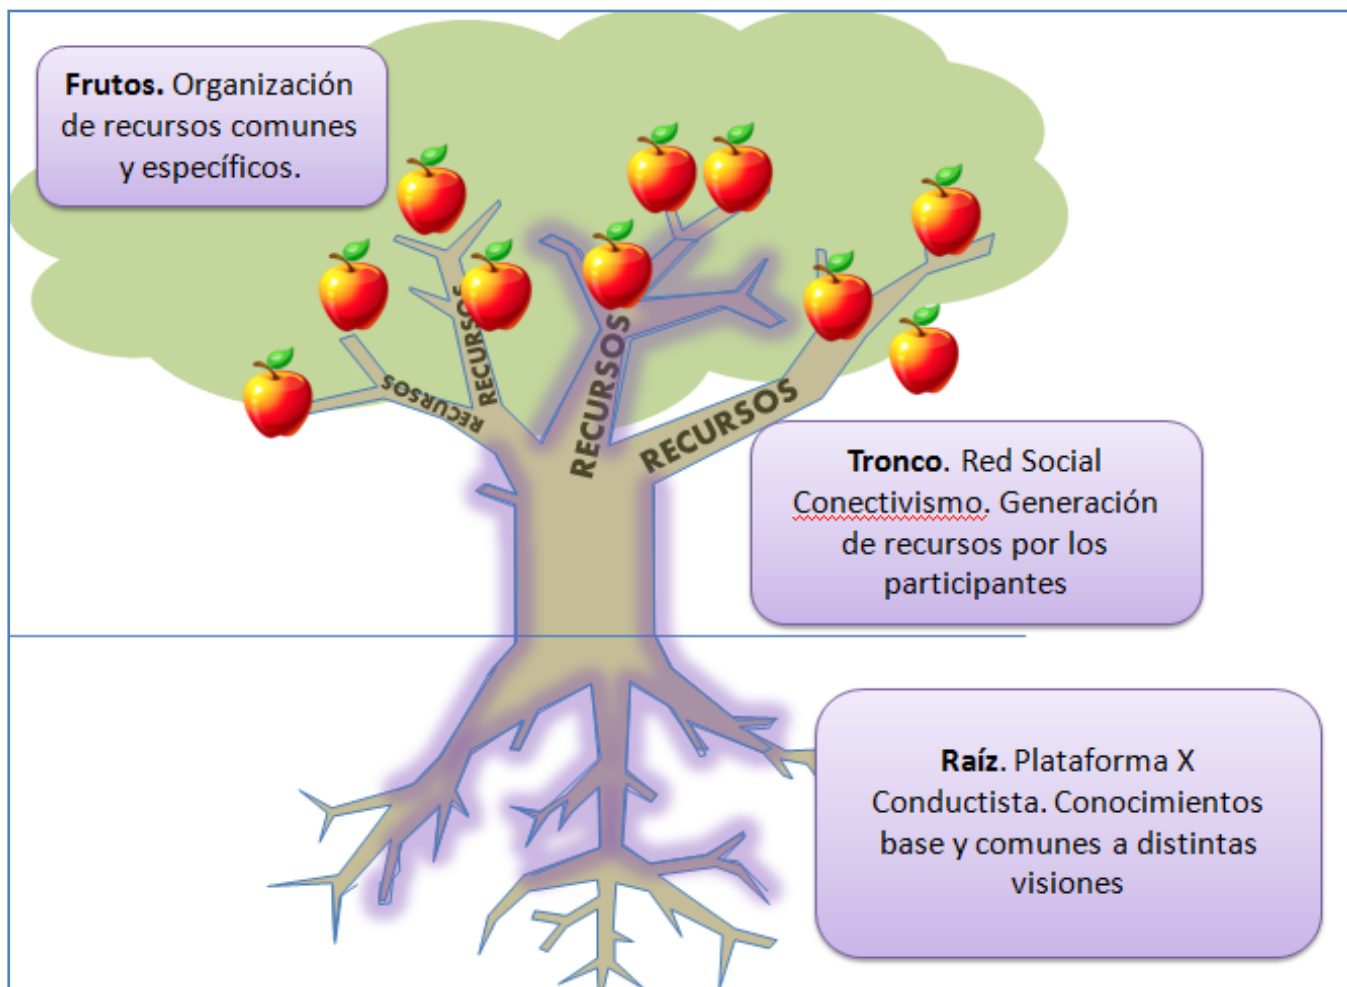 Frutos. Organización
de recursos comunes
y específicos.
RECURSOS
RECURSOS
RECURSOS
RECURSOS
Tronco. Red Social
Conectivismo. Generación
de recursos por los
participantes
Raíz. Plataforma X
Conductista. Conocimientos
base y comunes a distintas
visiones